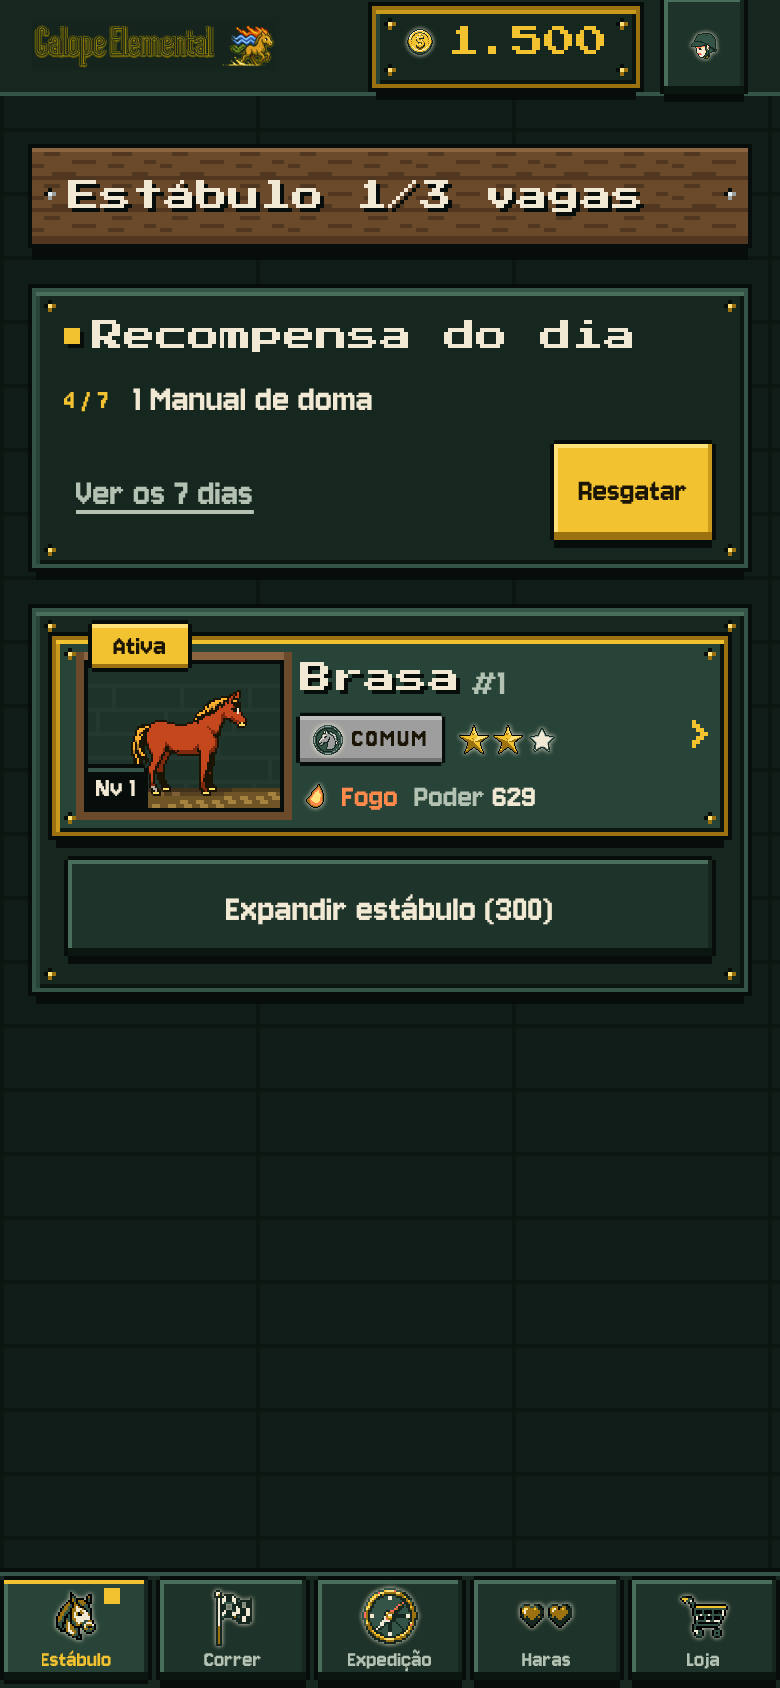 Galope Elemental
1.500
Estábulo 1/3 vagas
Recompensa do dia
4/7 1 Manual de doma
Ver os 7 dias
Resgatar
Ativa
Brasa #1
COMUM
Nv 1
Fogo Poder 629
Expandir estábulo (300)
Estábulo
Correr
Expedição
Haras
Loja